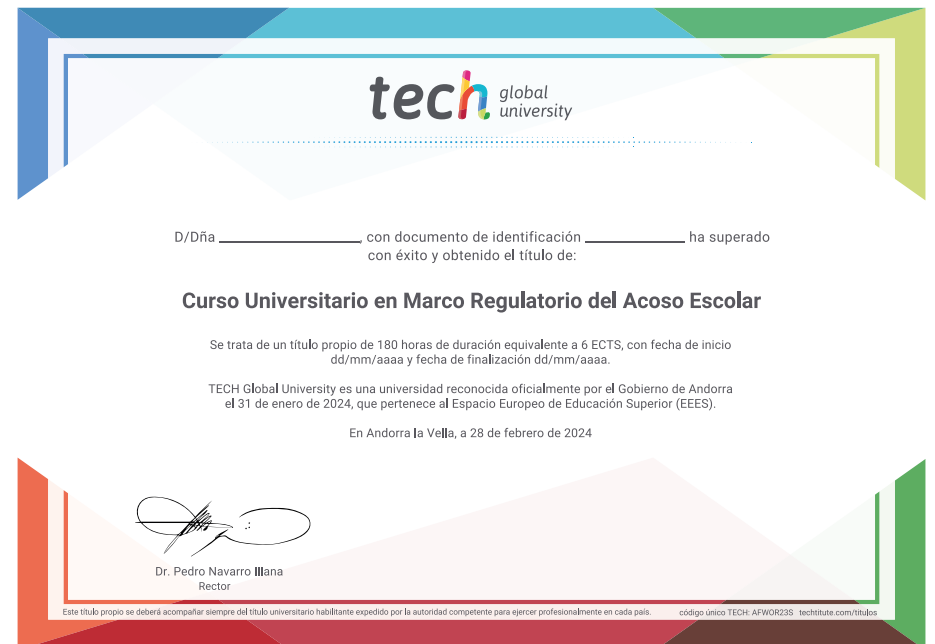 tech global university
D/Dña ____________________, con documento de identificación ______________ ha superado
con éxito y obtenido el título de:
Curso Universitario en Marco Regulatorio del Acoso Escolar
Se trata de un título propio de 180 horas de duración equivalente a 6 ECTS, con fecha de inicio
dd/mm/aaaa y fecha de finalización dd/mm/aaaa.
TECH Global University es una universidad reconocida oficialmente por el Gobierno de Andorra
el 31 de enero de 2024, que pertenece al Espacio Europeo de Educación Superior (EEES).
En Andorra la Vella, a 28 de febrero de 2024
Dr. Pedro Navarro Illana
Rector
Este título propio se deberá acompañar siempre del título universitario habilitante expedido por la autoridad competente para ejercer profesionalmente en cada país. código único TECH: AFWOR23S techtitute.com/titulos